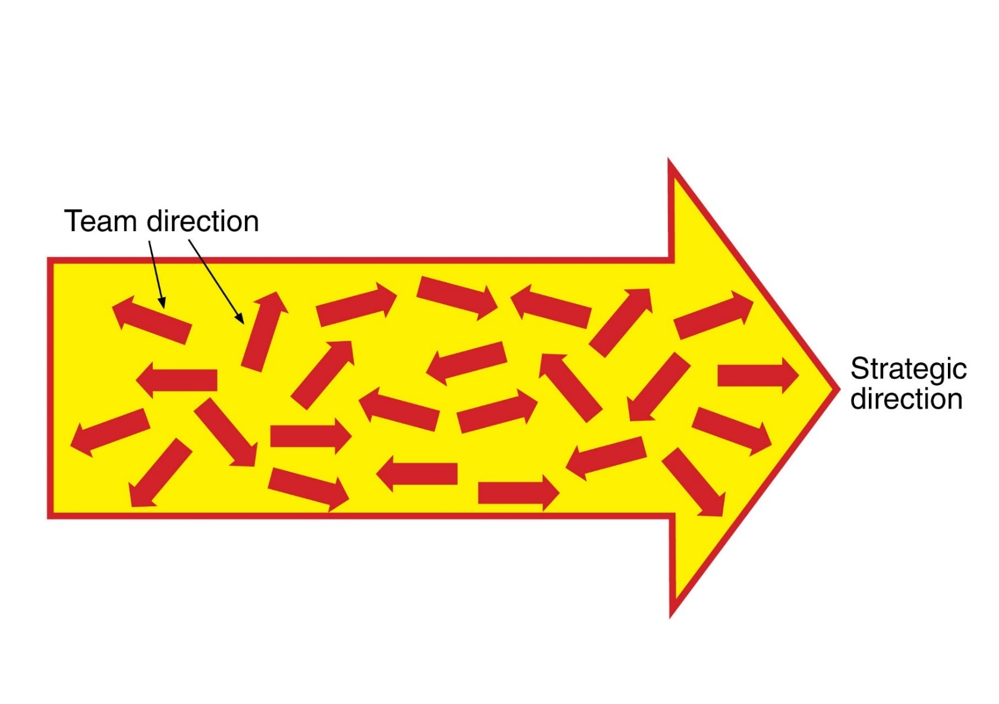 Team direction
Strategic
direction